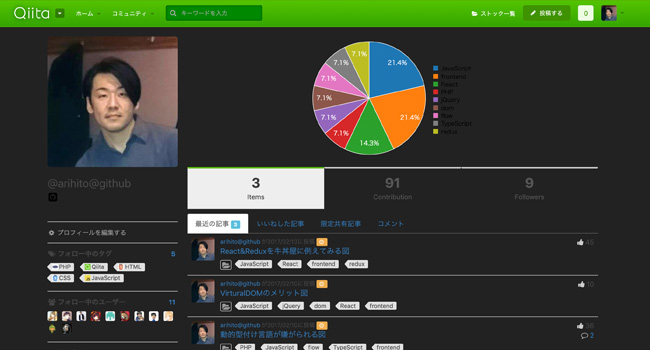 Qiita
ホーム
コミュニティ
キーワードを入力
ストック一覧
投稿する
0
7.1%
21.4%
7.1%
7.1%
7.1%
7.1%
7.1%
14.3%
21.4%
JavaScript
frontend
React
PHP
jQuery
dom
flow
TypeScript
redux
@arihito@github
プロフィールを編集する
フォロー中のタグ 5
PHP Qiita HTML
CSS JavaScript
フォロー中のユーザー 11
3 91 9
Items Contribution Followers
最近の記事 3 いいねした記事 限定共有記事 コメント
arihito@github
React&Reduxを牛丼屋に例えてみる図
JavaScript React frontend redux
arihito@github
VirturalDOMのメリット図
JavaScript jQuery dom React frontend
arihito@github
動的型付け言語が嫌がられる図
2
PHP JavaScript flow TypeScript frontend